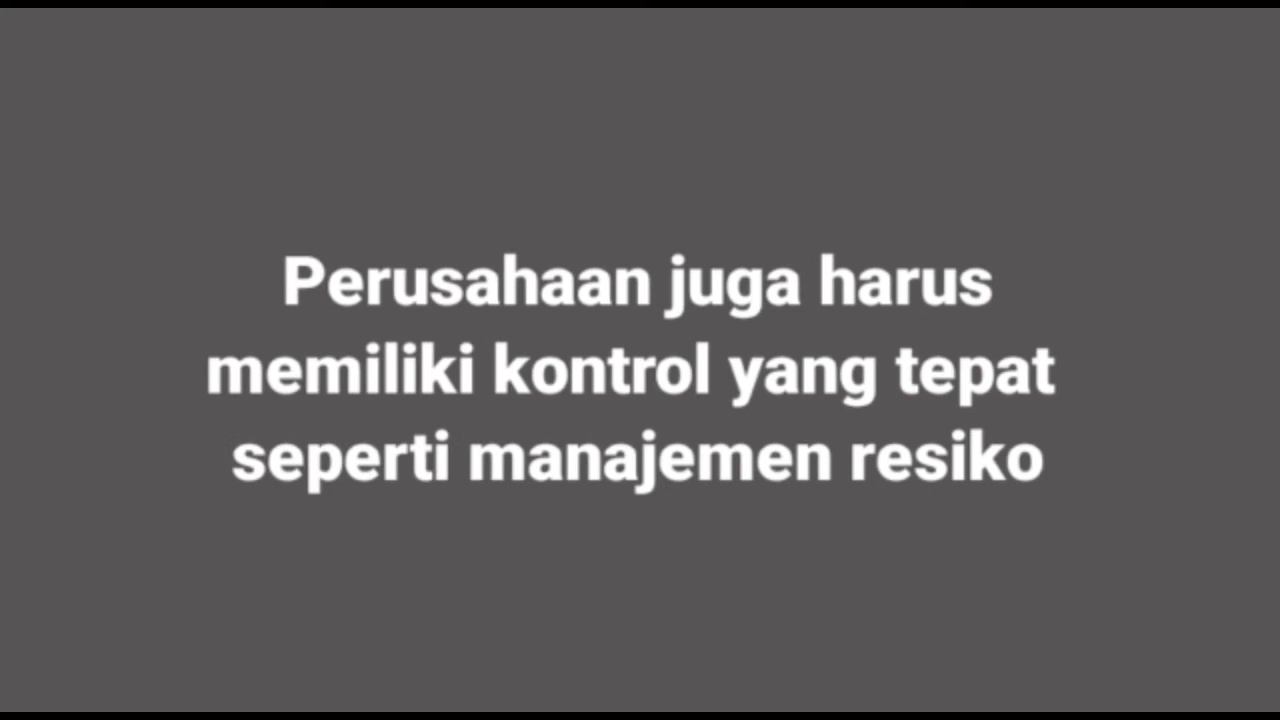 Perusahaan juga harus
memiliki kontrol yang tepat
seperti manajemen resiko